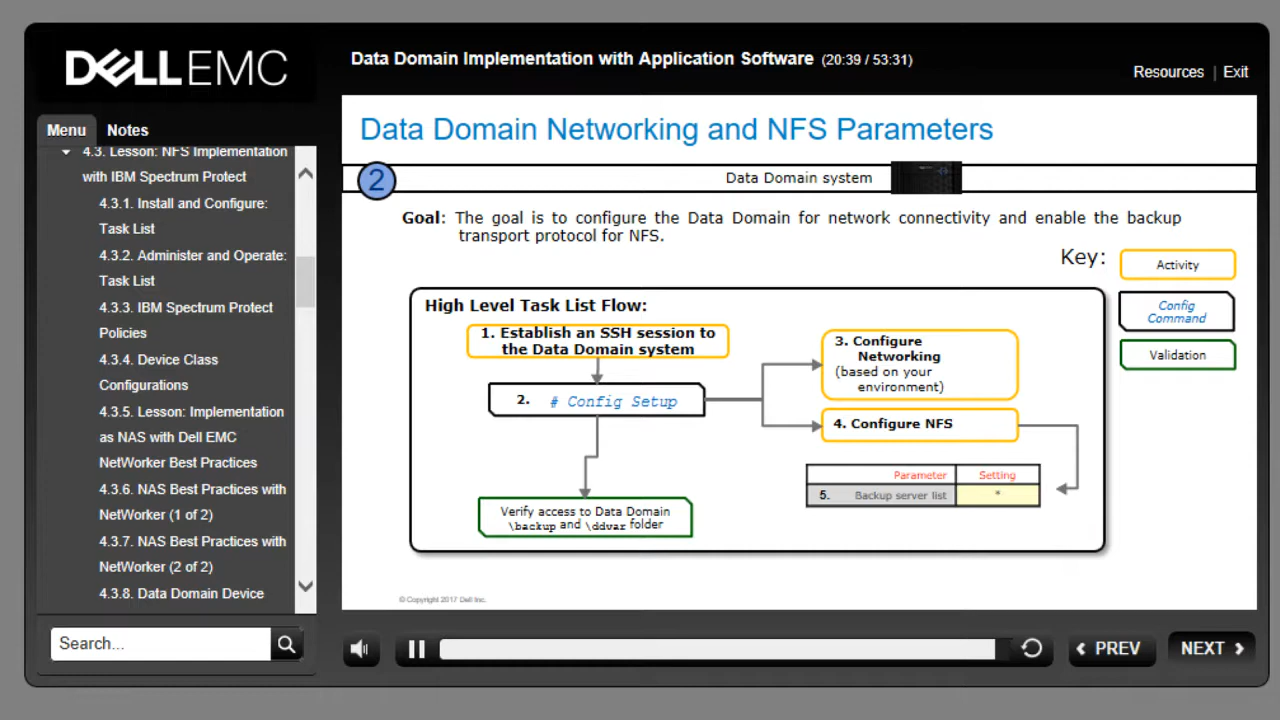 DELLEMC
Data Domain Implementation with Application Software (20:39 / 53:31)
Resources | Exit
Menu
Notes
4.3. Lesson: NFS Implementation
with IBM Spectrum Protect
4.3.1. Install and Configure:
Task List
4.3.2. Administer and Operate:
Task List
4.3.3. IBM Spectrum Protect
Policies
4.3.4. Device Class
Configurations
4.3.5. Lesson: Implementation
as NAS with Dell EMC
NetWorker Best Practices
4.3.6. NAS Best Practices with
NetWorker (1 of 2)
4.3.7. NAS Best Practices with
NetWorker (2 of 2)
4.3.8. Data Domain Device
Search...
Data Domain Networking and NFS Parameters
2
Data Domain system
Goal: The goal is to configure the Data Domain for network connectivity and enable the backup
transport protocol for NFS.
Key:
Activity
Config
Command
Validation
High Level Task List Flow:
1. Establish an SSH session to
the Data Domain system
2. # Config Setup
3. Configure
Networking
(based on your
environment)
4. Configure NFS
Parameter Setting
5. Backup server list *
Verify access to Data Domain
\backup and \ddvar folder
© Copyright 2017 Dell Inc.
PREV
NEXT